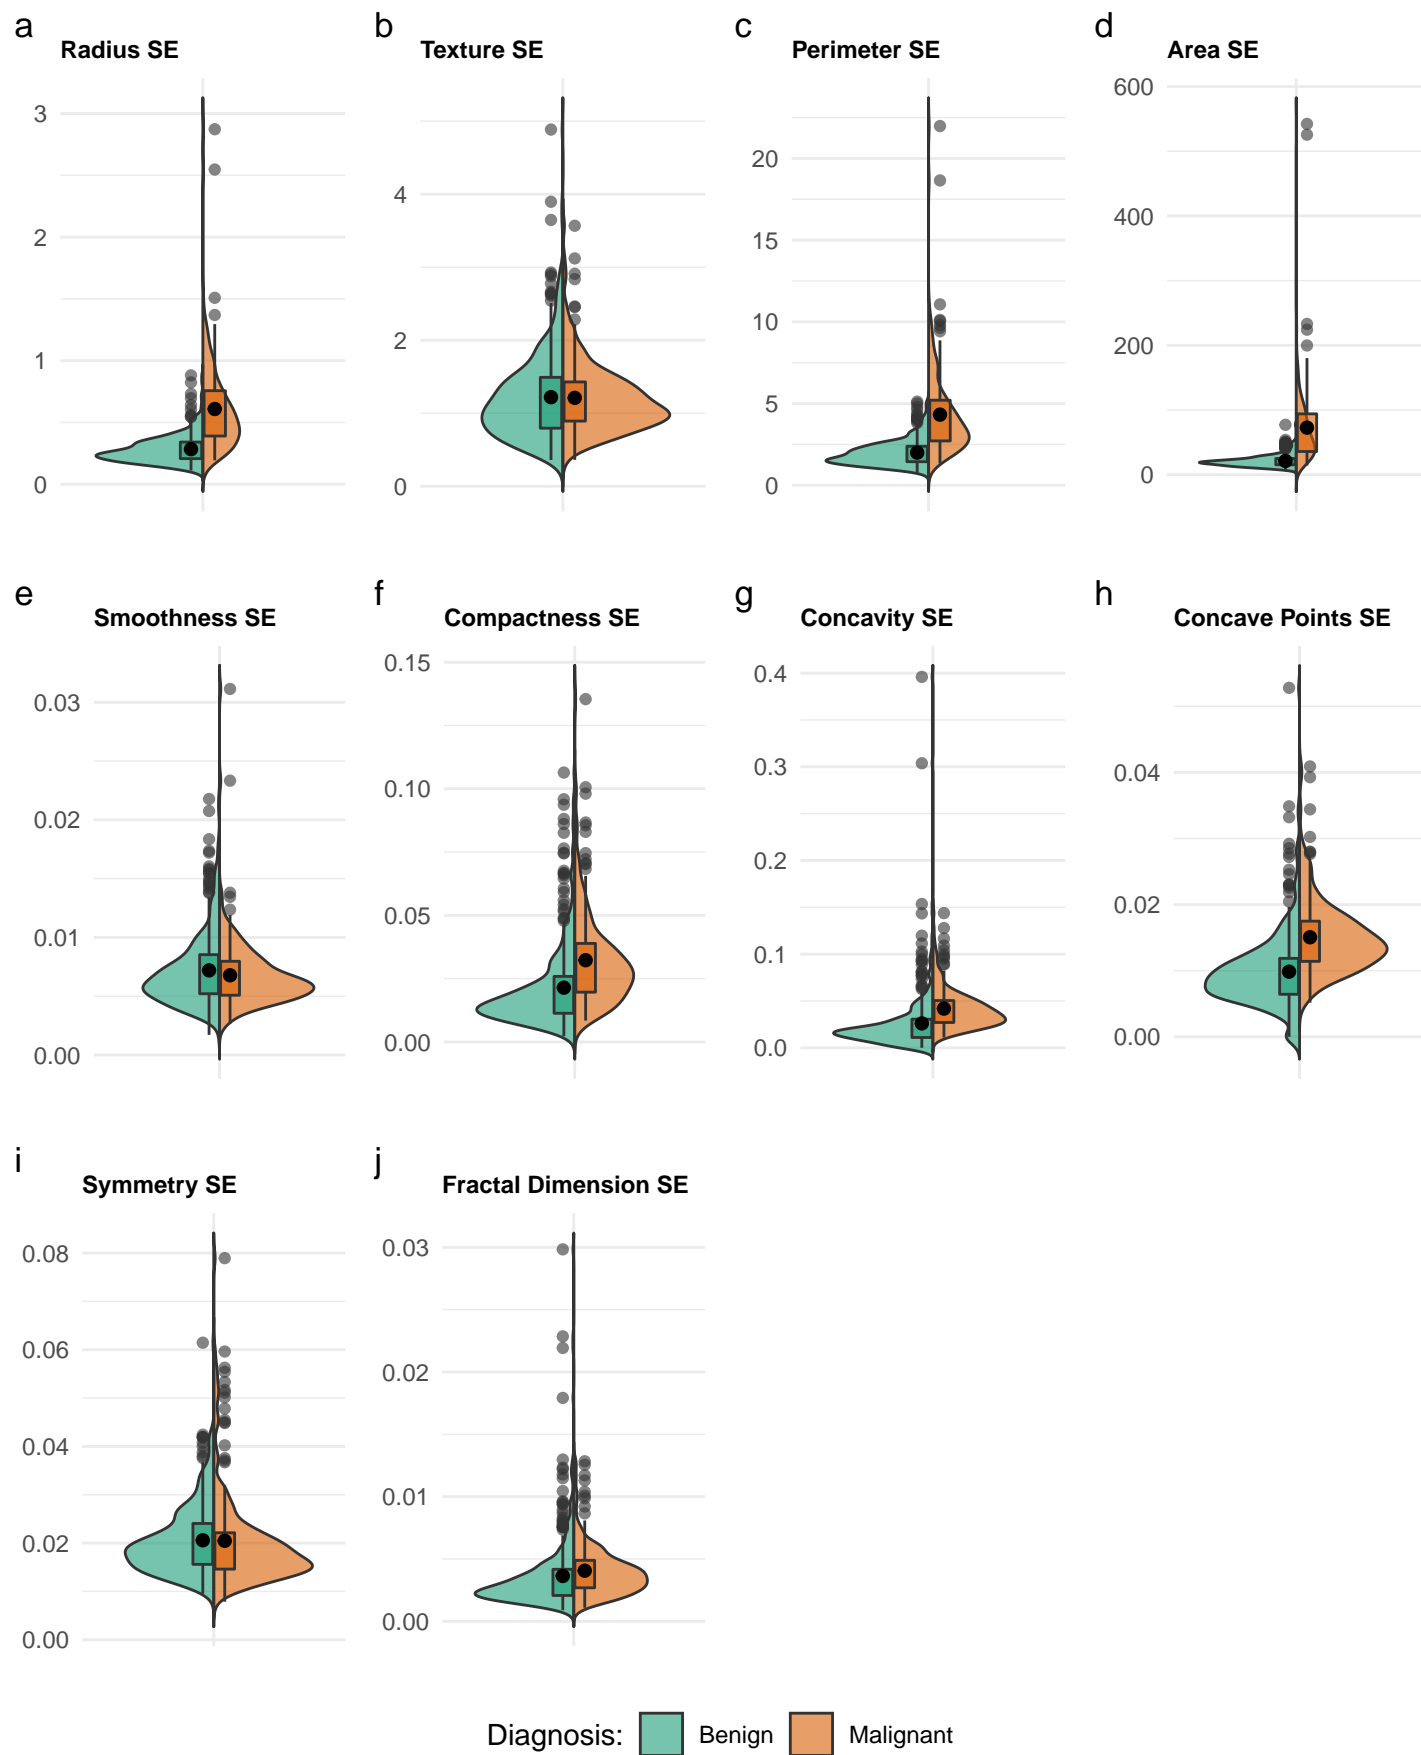 a
Radius SE
3
2
1
0
b
Texture SE
4
2
0
c
Perimeter SE
20
15
10
5
0
d
Area SE
600
400
200
0
e
Smoothness SE
0.03
0.02
0.01
0.00
f
Compactness SE
0.15
0.10
0.05
0.00
g
Concavity SE
0.4
0.3
0.2
0.1
0.0
h
Concave Points SE
0.04
0.02
0.00
i
Symmetry SE
0.08
0.06
0.04
0.02
0.00
j
Fractal Dimension SE
0.03
0.02
0.01
0.00
Diagnosis: Benign Malignant